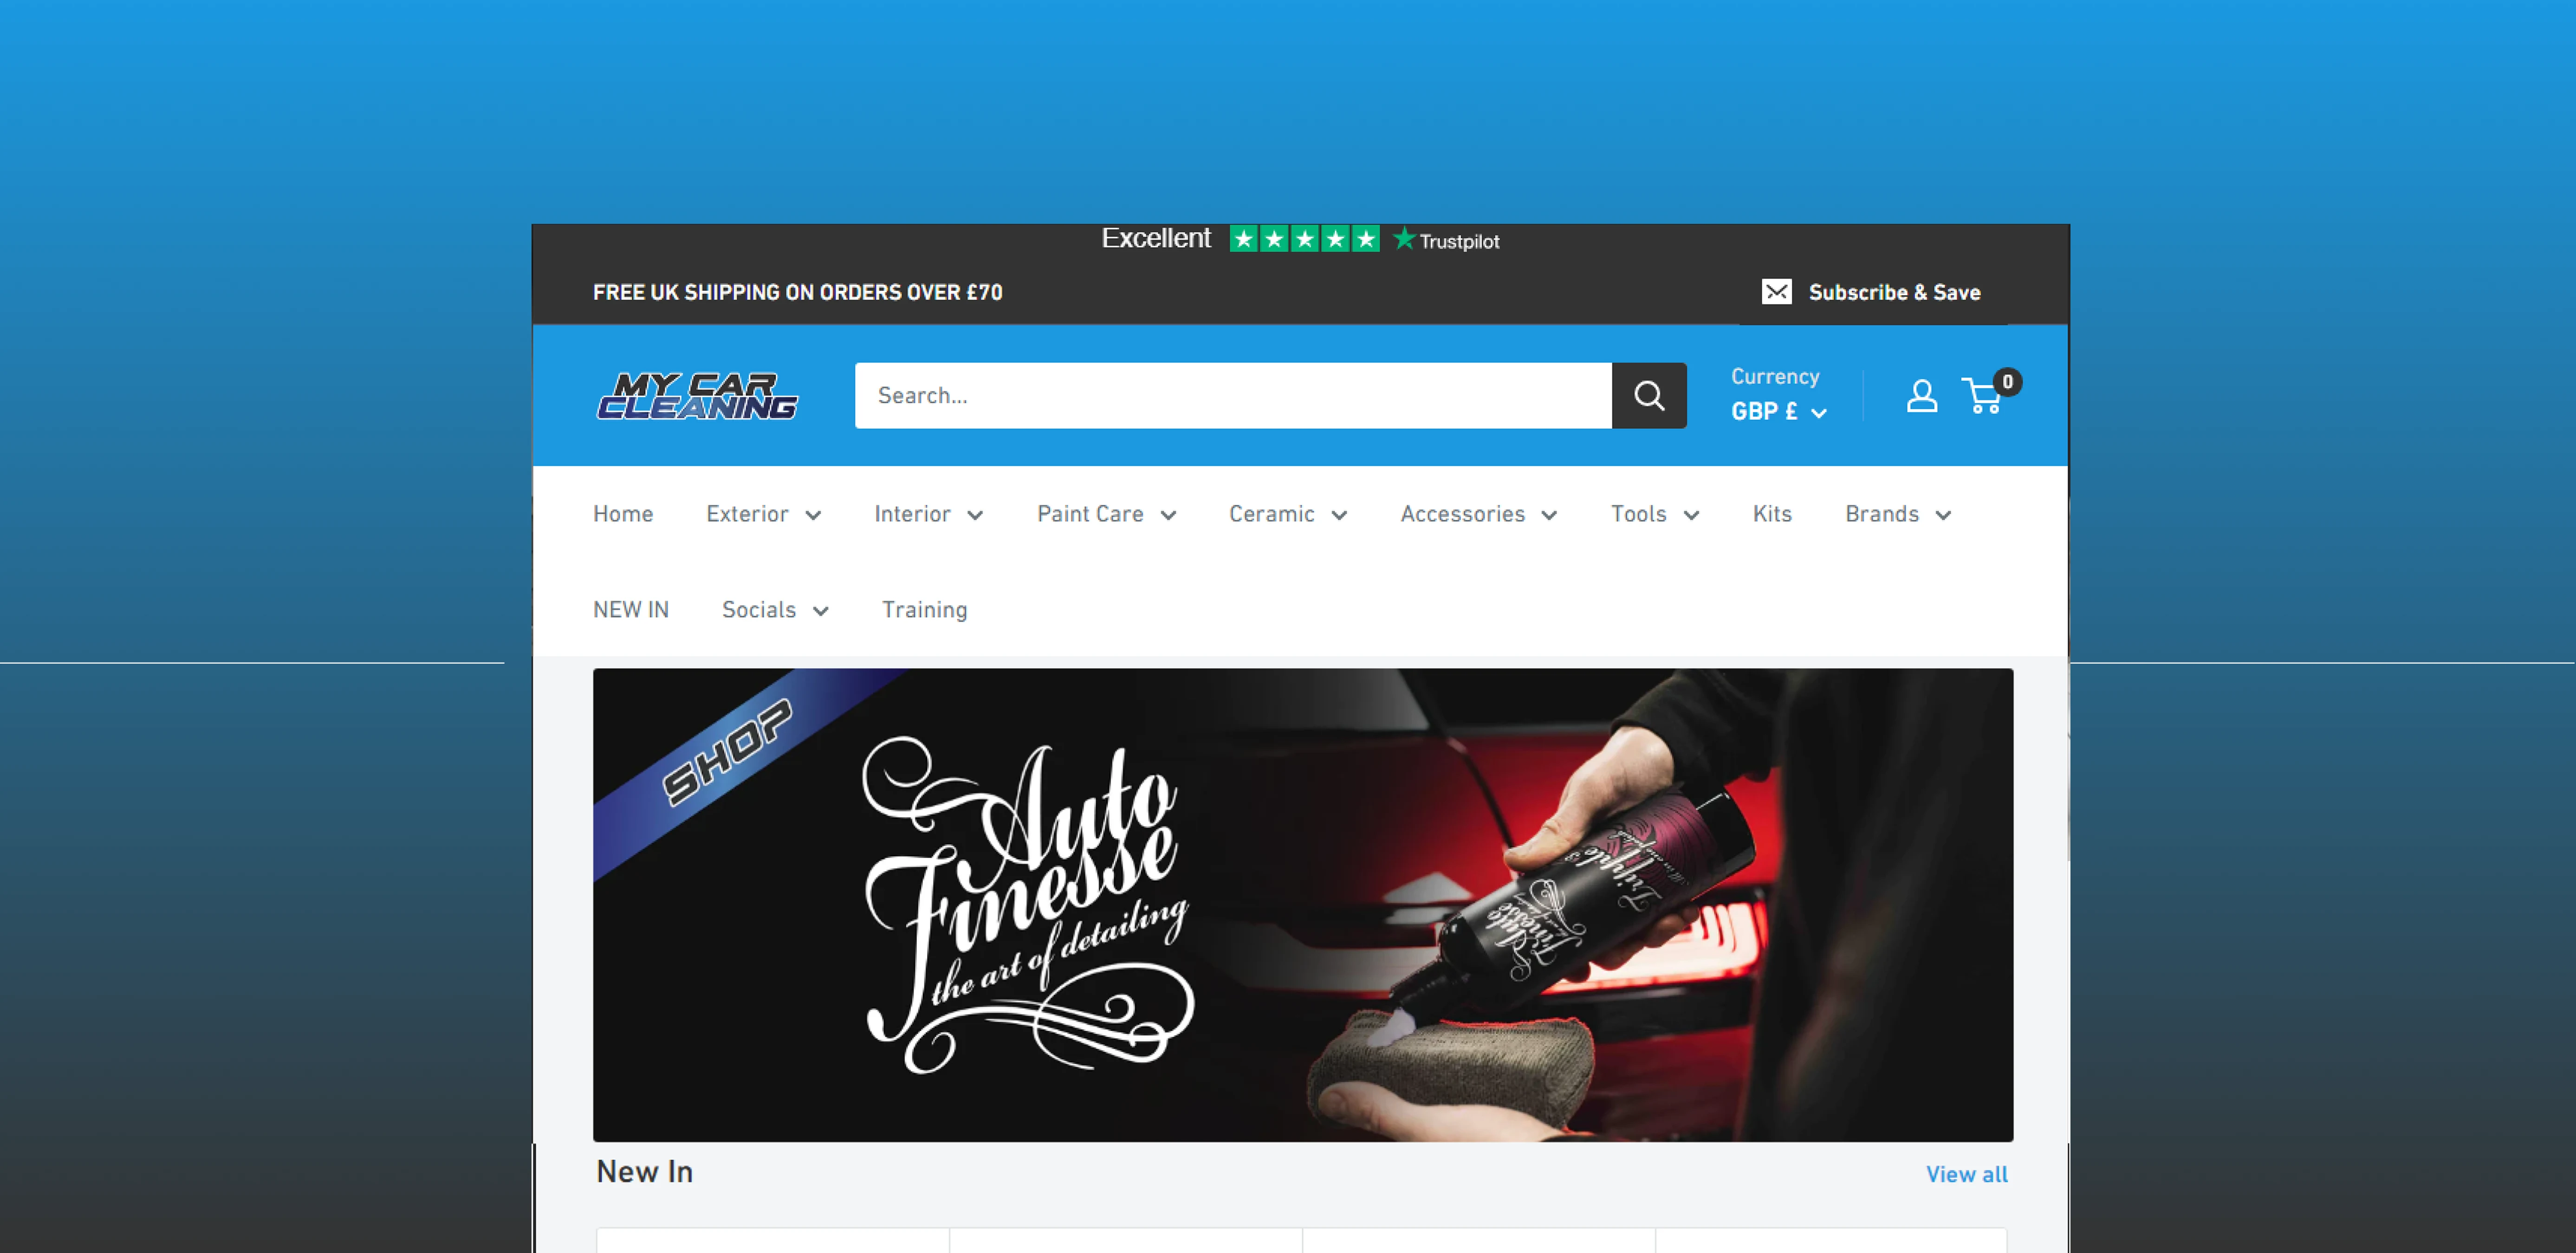 Excellent Trustpilot
FREE UK SHIPPING ON ORDERS OVER £70
Subscribe & Save
MY CAR
CLEANING
Search...
Currency
GBP £
0
Home Exterior Interior Paint Care Ceramic Accessories Tools Kits Brands
NEW IN Socials Training
SHOP
Auto
Finesse
the art of detailing
Auto
Finesse
Tripple
New In
View all